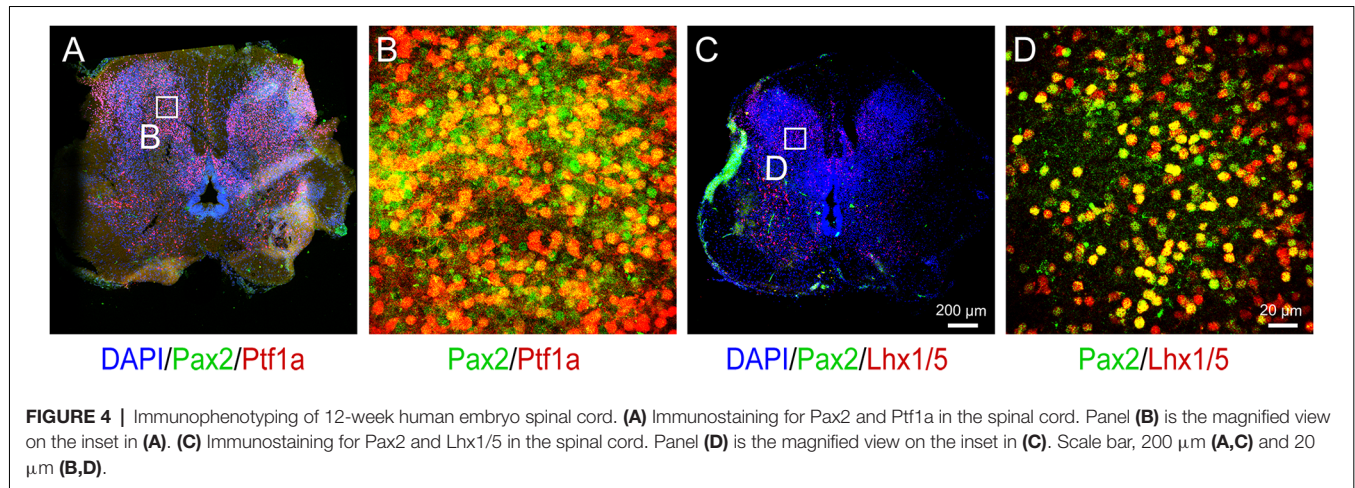 A B C D
B D
200 μm 20 μm
DAPI/Pax2/Ptf1a Pax2/Ptf1a DAPI/Pax2/Lhx1/5 Pax2/Lhx1/5
FIGURE 4 | Immunophenotyping of 12-week human embryo spinal cord. (A) Immunostaining for Pax2 and Ptf1a in the spinal cord. Panel (B) is the magnified view
on the inset in (A). (C) Immunostaining for Pax2 and Lhx1/5 in the spinal cord. Panel (D) is the magnified view on the inset in (C). Scale bar, 200 μm (A,C) and 20
μm (B,D).